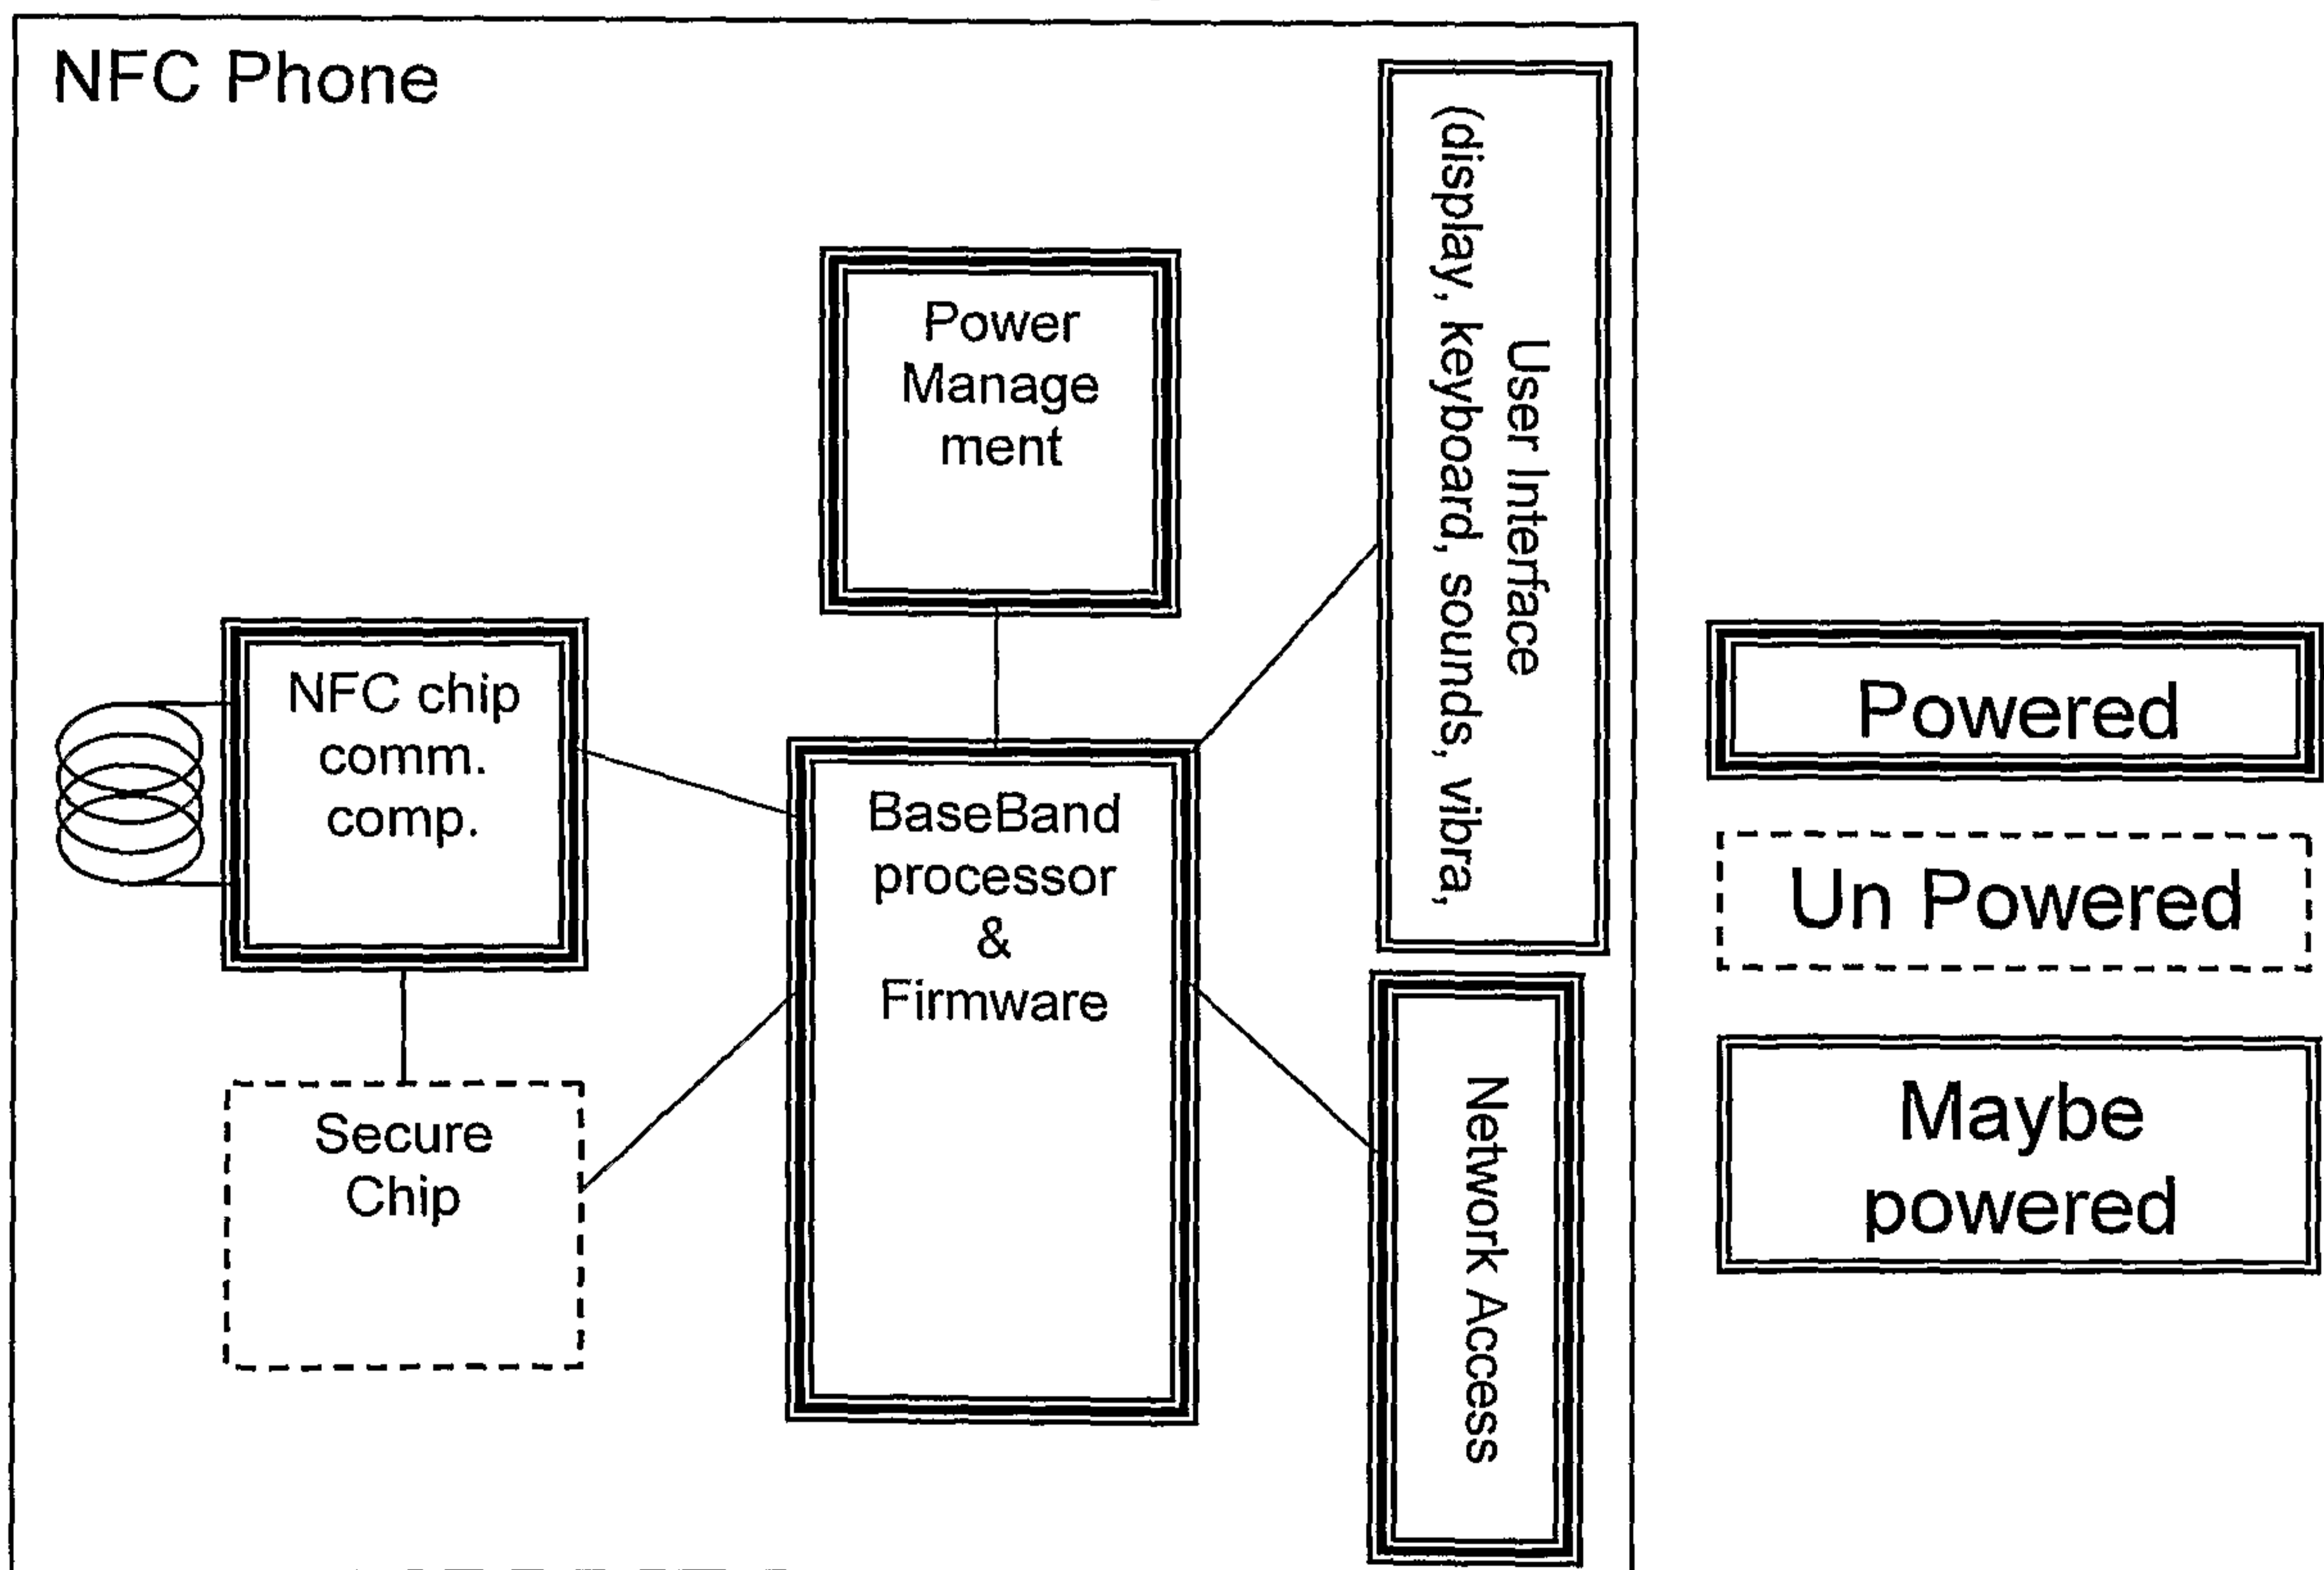 NFC Phone
Power
Manage
ment
User Interface
(display, keyboard, sounds, vibra,
NFC chip
comm.
comp.
BaseBand
processor
&
Firmware
Secure
Chip
Network Access
Powered
Un Powered
Maybe
powered